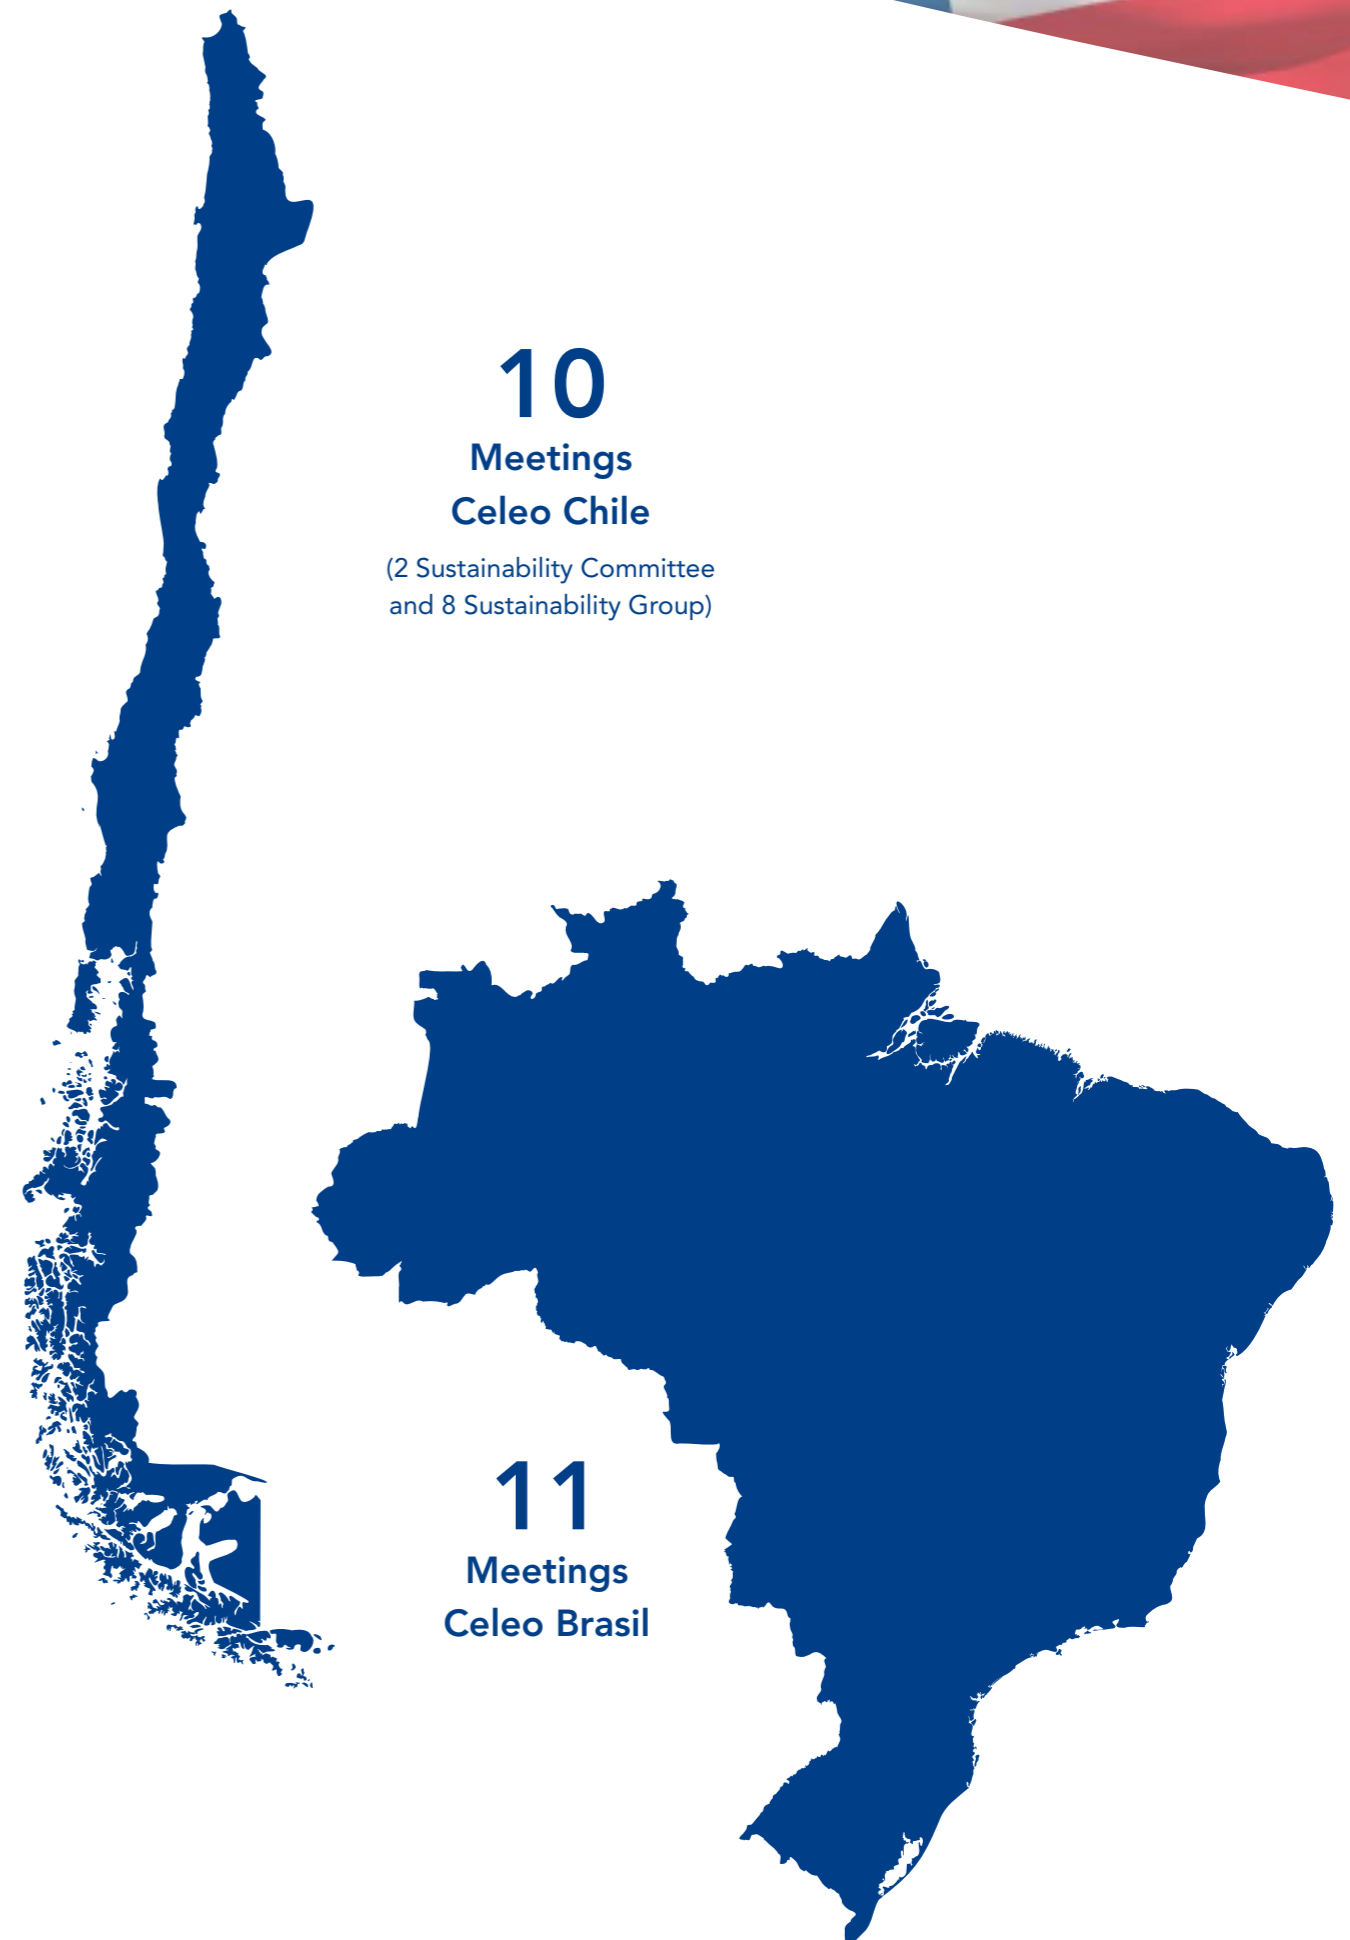 10
Meetings
Celeo Chile
(2 Sustainability Committee
and 8 Sustainability Group)
11
Meetings
Celeo Brasil